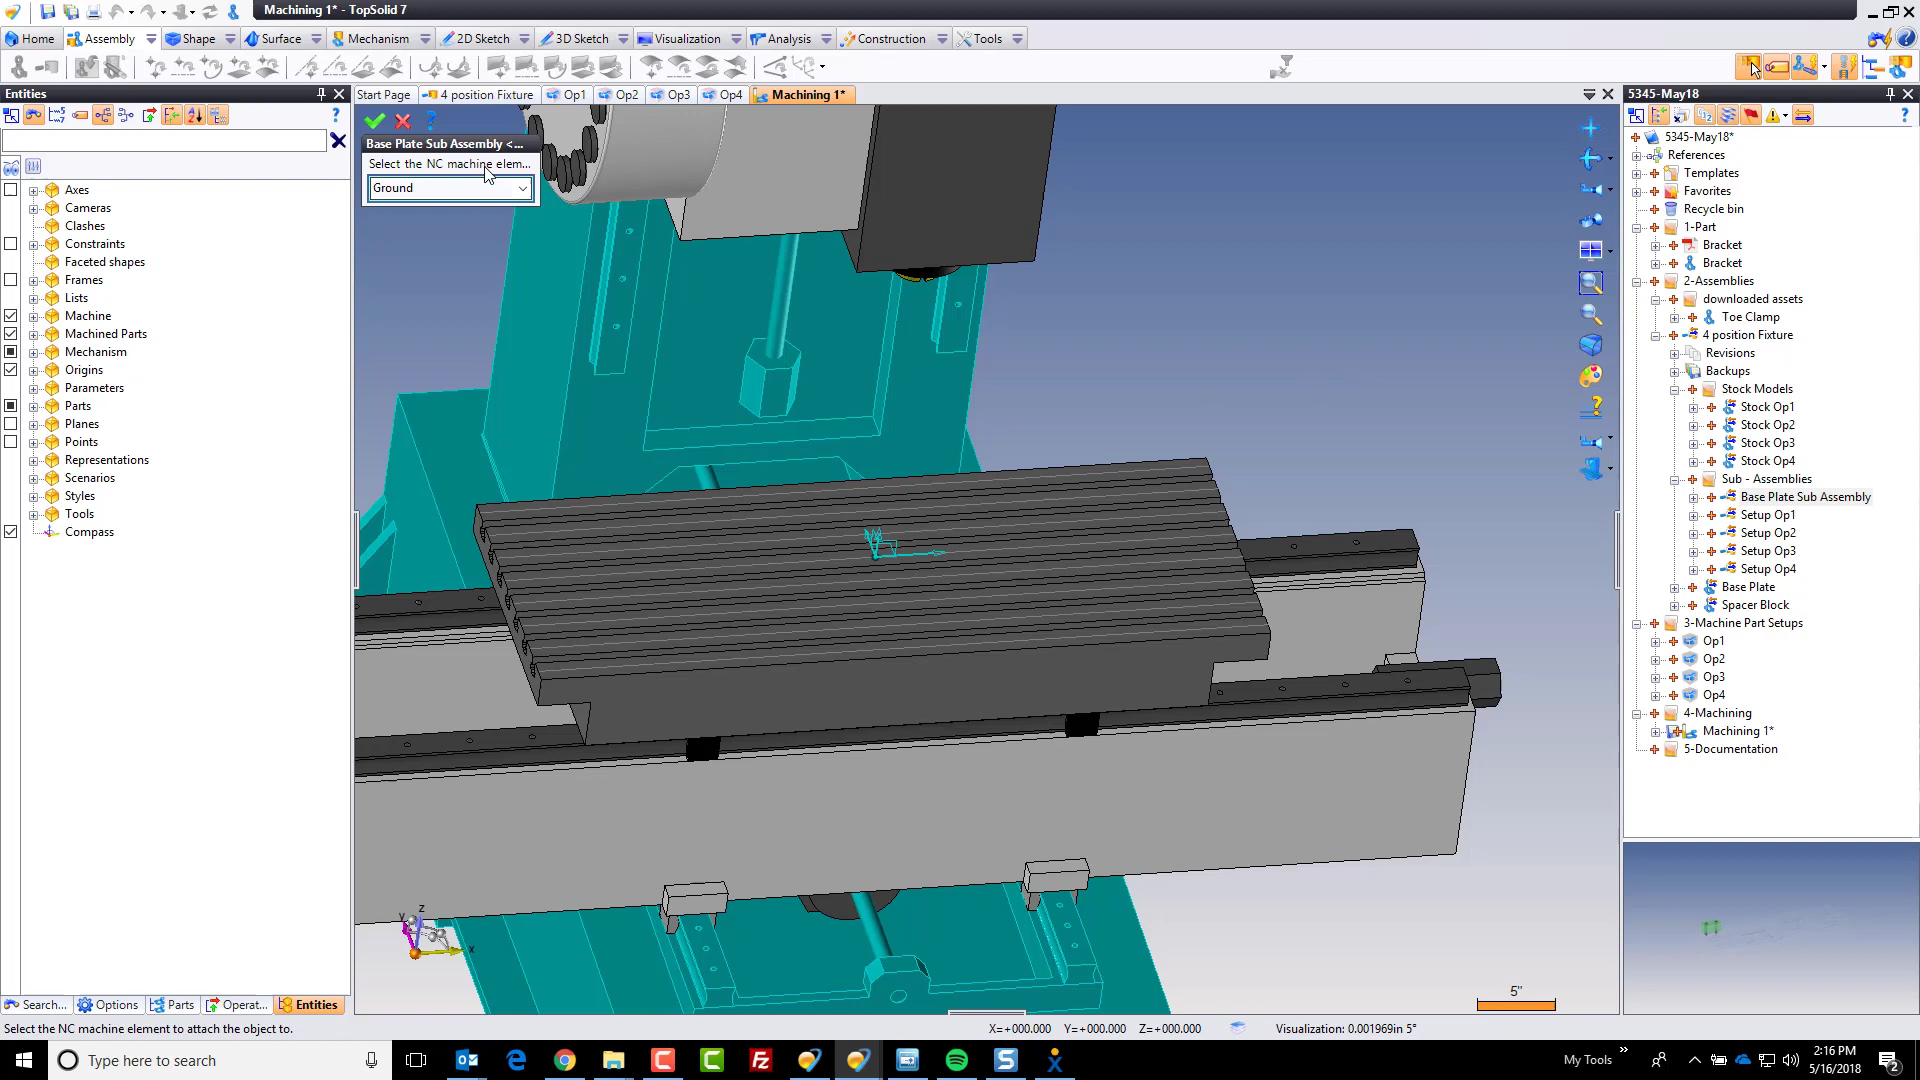 Machining 1* - TopSolid 7
Home Assembly Shape Surface Mechanism 2D Sketch 3D Sketch Visualization Analysis Construction Tools
Entities
Start Page 4 position Fixture Op1 Op2 Op3 Op4 Machining 1*
5345-May18
Base Plate Sub Assembly <...
Select the NC machine elem...
Ground
Axes
Cameras
Clashes
Constraints
Faceted shapes
Frames
Lists
Machine
Machined Parts
Mechanism
Origins
Parameters
Parts
Planes
Points
Representations
Scenarios
Styles
Tools
Compass
5345-May18*
References
Templates
Favorites
Recycle bin
1-Part
Bracket
Bracket
2-Assemblies
downloaded assets
Toe Clamp
4 position Fixture
Revisions
Backups
Stock Models
Stock Op1
Stock Op2
Stock Op3
Stock Op4
Sub - Assemblies
Base Plate Sub Assembly
Setup Op1
Setup Op2
Setup Op3
Setup Op4
Base Plate
Spacer Block
3-Machine Part Setups
Op1
Op2
Op3
Op4
4-Machining
Machining 1*
5-Documentation
z
y
x
5"
Search... Options Parts Operat... Entities
Select the NC machine element to attach the object to.
X=+000.000 Y=+000.000 Z=+000.000 Visualization: 0.001969in 5°
Type here to search
My Tools
2:16 PM
5/16/2018
2